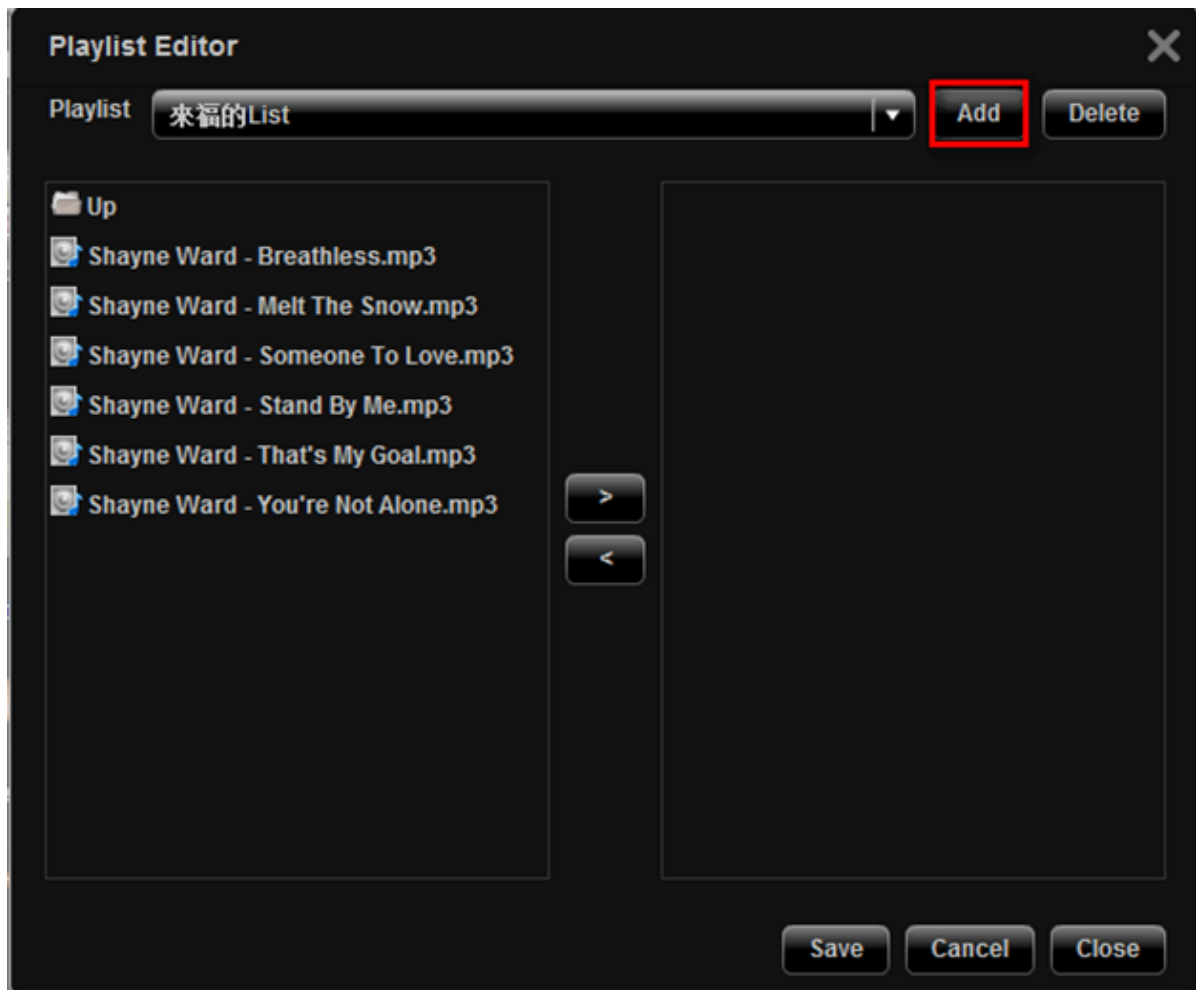 Playlist Editor
Playlist 來福的List Add Delete
Up
Shayne Ward - Breathless.mp3
Shayne Ward - Melt The Snow.mp3
Shayne Ward - Someone To Love.mp3
Shayne Ward - Stand By Me.mp3
Shayne Ward - That's My Goal.mp3
Shayne Ward - You're Not Alone.mp3
>
<
Save Cancel Close